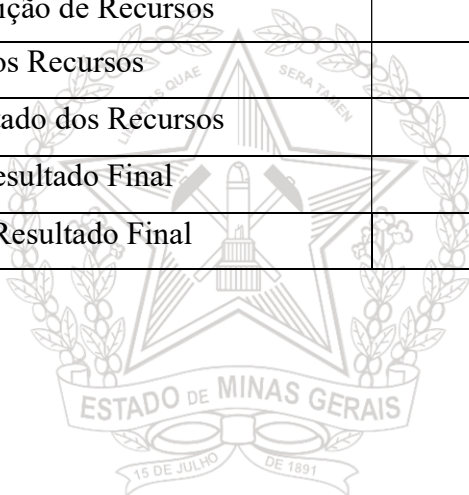 ição de Recursos
os Recursos
tado dos Recursos
esultado Final
Resultado Final
LIBERTAS QUAE SERA TAMEN
ESTADO DE MINAS GERAIS
15 DE JULHO DE 1891